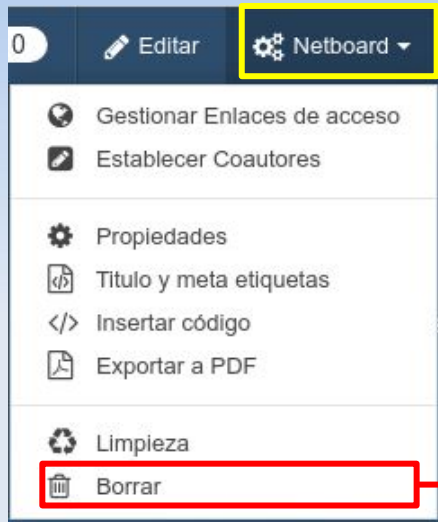 0 Editar Netboard
Gestionar Enlaces de acceso
Establecer Coautores
Propiedades
Titulo y meta etiquetas
Insertar código
Exportar a PDF
Limpieza
Borrar